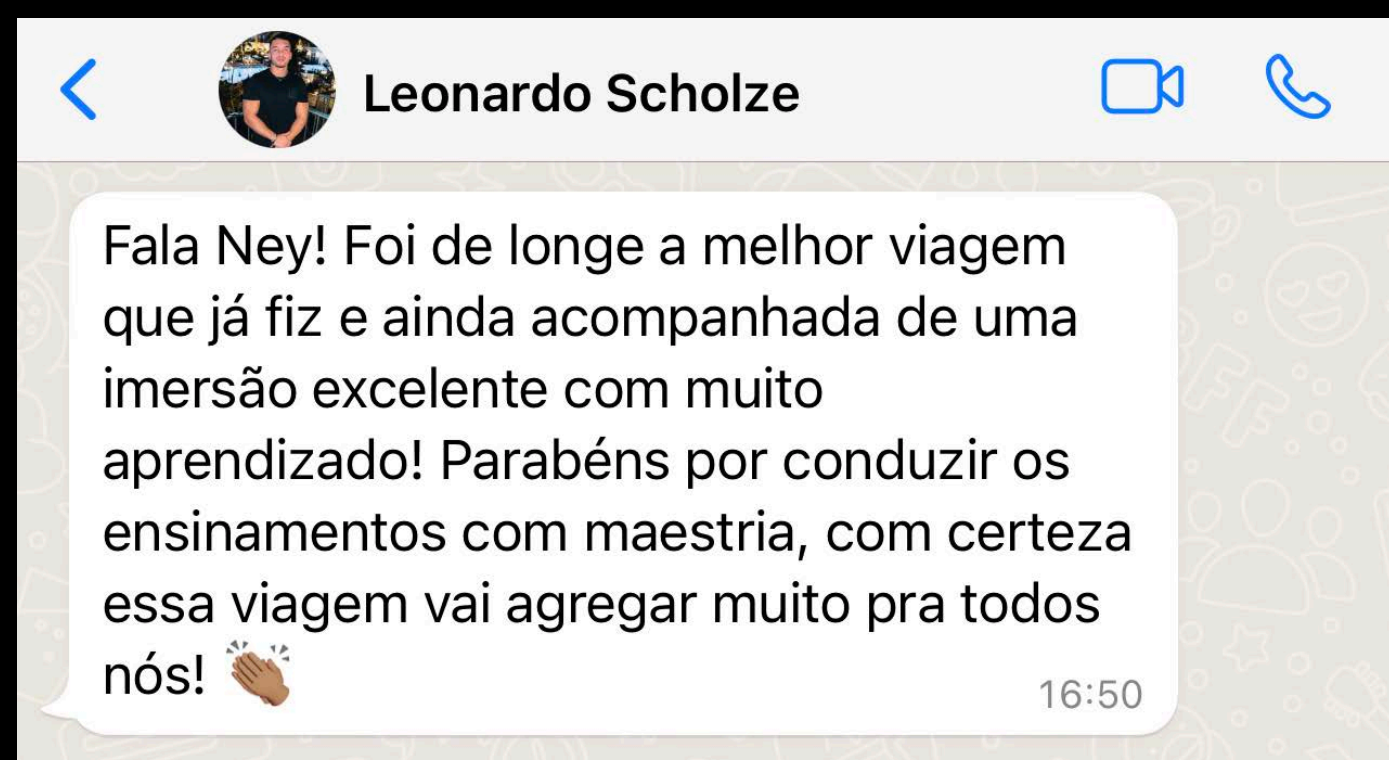 Leonardo Scholze
Fala Ney! Foi de longe a melhor viagem
que já fiz e ainda acompanhada de uma
imersão excelente com muito
aprendizado! Parabéns por conduzir os
ensinamentos com maestria, com certeza
essa viagem vai agregar muito pra todos
nós! 👏🏽
16:50